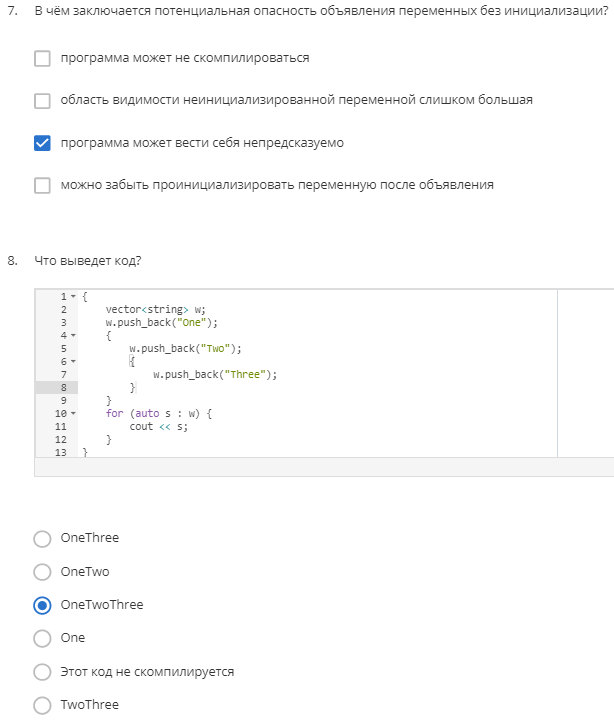 7. В чём заключается потенциальная опасность объявления переменных без инициализации?
программа может не скомпилироваться
область видимости неинициализированной переменной слишком большая
программа может вести себя непредсказуемо
можно забыть проинициализировать переменную после объявления
8. Что выведет код?
1 {
2 vector<string> w;
3 w.push_back("One");
4 {
5 w.push_back("Two");
6 {
7 w.push_back("Three");
8 }
9 }
10 for (auto s : w) {
11 cout << s;
12 }
13 }
OneThree
OneTwo
OneTwoThree
One
Этот код не скомпилируется
TwoThree